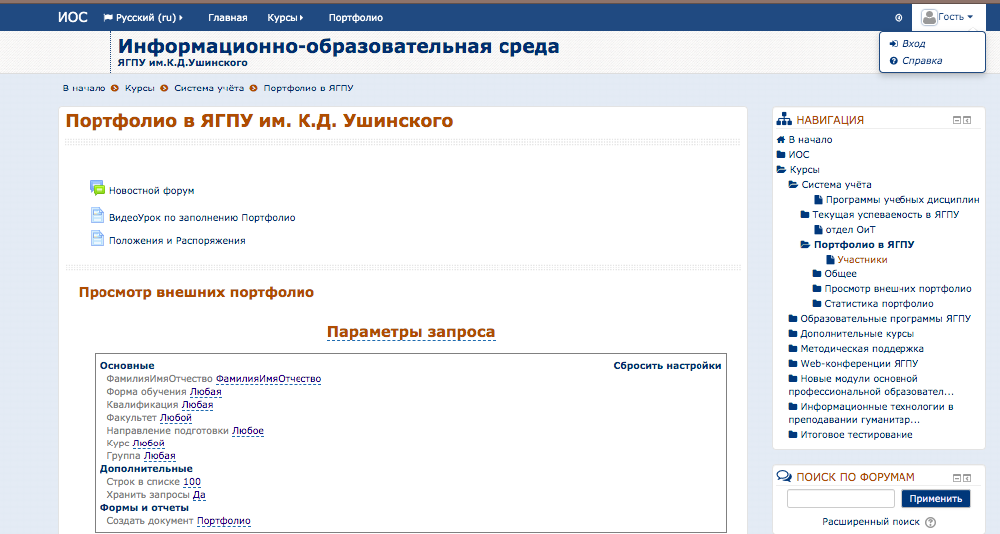 ИОС Русский (ru) Главная Курсы Портфолио Гость
Вход
Справка
Информационно-образовательная среда
ЯГПУ им.К.Д.Ушинского
В начало Курсы Система учёта Портфолио в ЯГПУ
Портфолио в ЯГПУ им. К.Д. Ушинского
Новостной форум
ВидеоУрок по заполнению Портфолио
Положения и Распоряжения
Просмотр внешних портфолио
Параметры запроса
Основные Сбросить настройки
ФамилияИмяОтчество ФамилияИмяОтчество
Форма обучения Любая
Квалификация Любая
Факультет Любой
Направление подготовки Любое
Курс Любой
Группа Любая
Дополнительные
Строк в списке 100
Хранить запросы Да
Формы и отчеты
Создать документ Портфолио
НАВИГАЦИЯ
В начало
ИОС
Курсы
Система учёта
Программы учебных дисциплин
Текущая успеваемость в ЯГПУ
отдел ОиТ
Портфолио в ЯГПУ
Участники
Общее
Просмотр внешних портфолио
Статистика портфолио
Образовательные программы ЯГПУ
Дополнительные курсы
Методическая поддержка
Web-конференции ЯГПУ
Новые модули основной
профессиональной образовател...
Информационные технологии в
преподавании гуманитар...
Итоговое тестирование
ПОИСК ПО ФОРУМАМ
Применить
Расширенный поиск